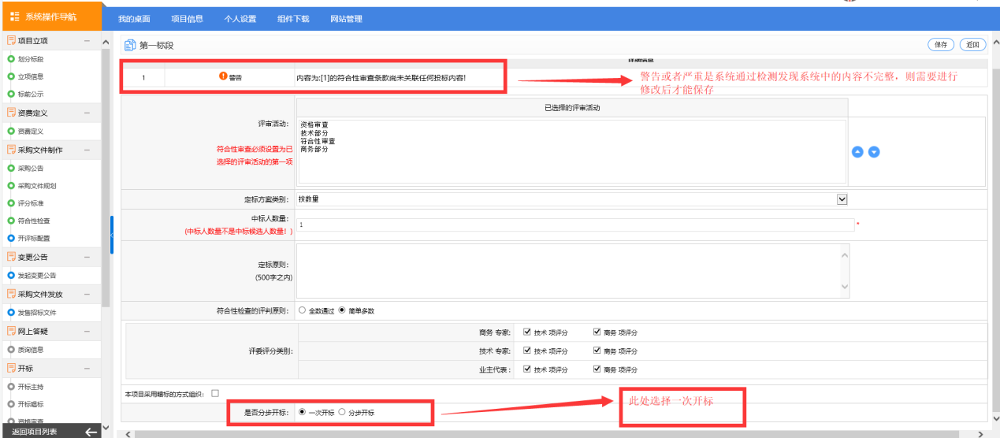 系统操作导航
我的桌面 项目信息 个人设置 组件下载 网站管理
项目立项
划分标段
立项信息
标前公示
资费定义
资费定义
采购文件制作
采购公告
采购文件规划
评分标准
符合性检查
开评标配置
变更公告
发起变更公告
采购文件发放
发售招标文件
网上答疑
质询信息
开标
开标主持
开标唱标
资格审查
返回项目列表
第一标段
保存 返回
详细信息
1 警告 内容为:[1]的符合性审查条款尚未关联任何投标内容!
警告或者严重是系统通过检测发现系统中的内容不完整，则需要进行
修改后才能保存
已选择的评审活动
评审活动:
符合性审查必须设置为已
选择的评审活动的第一项
资格审查
技术部分
符合性审查
商务部分
定标方案类别: 按数量
中标人数量:
(中标人数量不是中标候选人数量! )
1 *
定标原则:
(500字之内)
符合性检查的评判原则: 全数通过 简单多数
评委评分类别:
商务 专家: 技术 项评分 商务 项评分
技术 专家: 技术 项评分 商务 项评分
业主代表: 技术 项评分 商务 项评分
本项目采用暗标的方式组织:
是否分步开标: 一次开标 分步开标
此处选择一次开标